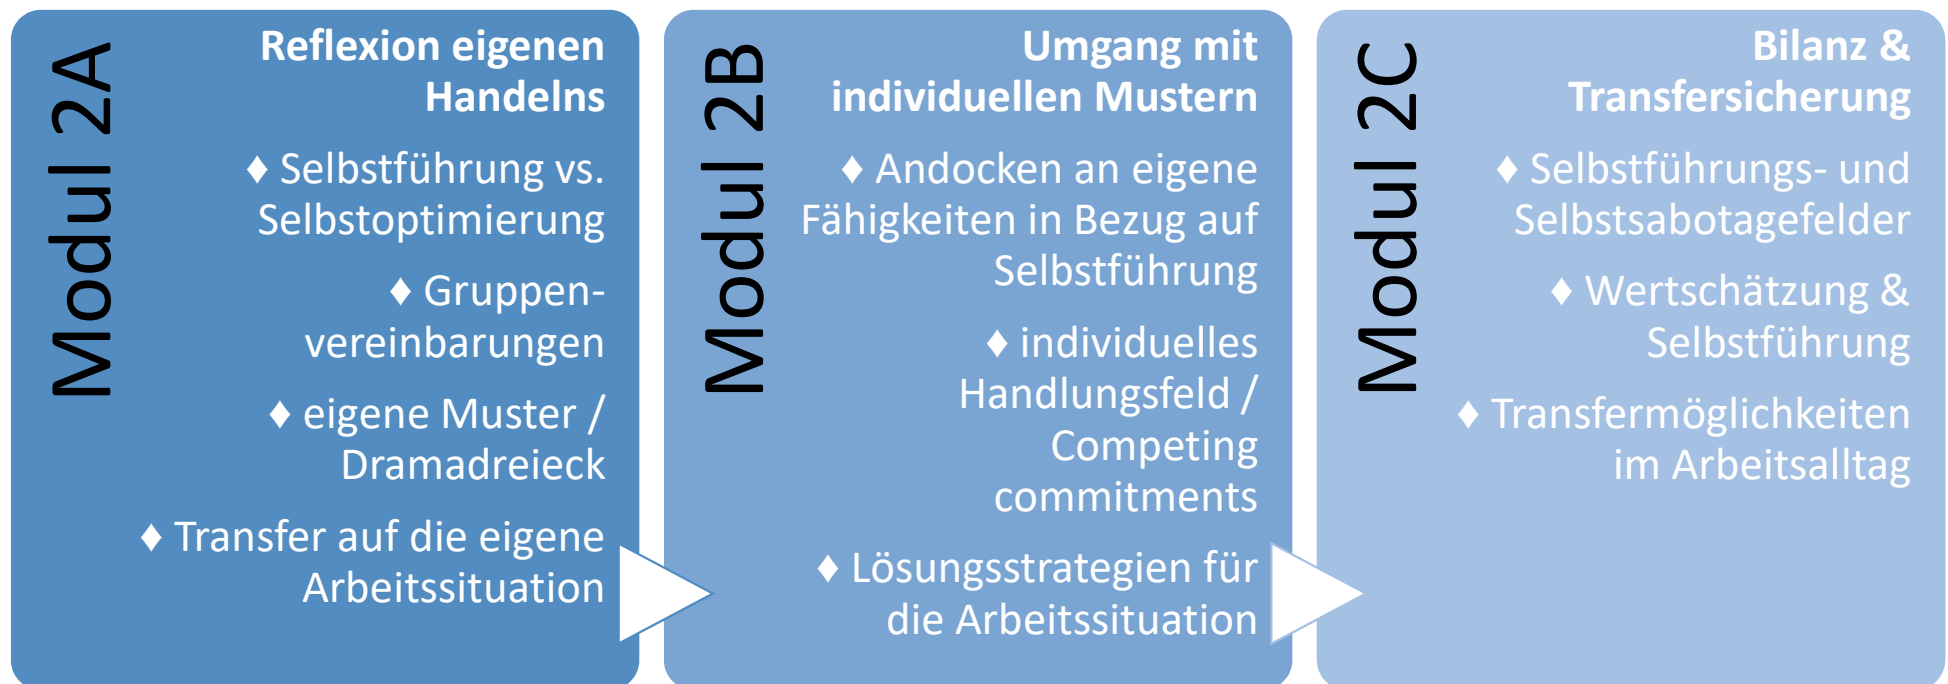 Modul 2A
Reflexion eigenen
Handelns
♦ Selbstführung vs.
Selbstoptimierung
♦ Gruppen-
vereinbarungen
♦ eigene Muster /
Dramadreieck
♦ Transfer auf die eigene
Arbeitssituation
Modul 2B
Umgang mit
individuellen Mustern
♦ Andocken an eigene
Fähigkeiten in Bezug auf
Selbstführung
♦ individuelles
Handlungsfeld /
Competing
commitments
♦ Lösungsstrategien für
die Arbeitssituation
Modul 2C
Bilanz &
Transfersicherung
♦ Selbstführungs- und
Selbstsabotagefelder
♦ Wertschätzung &
Selbstführung
♦ Transfermöglichkeiten
im Arbeitsalltag